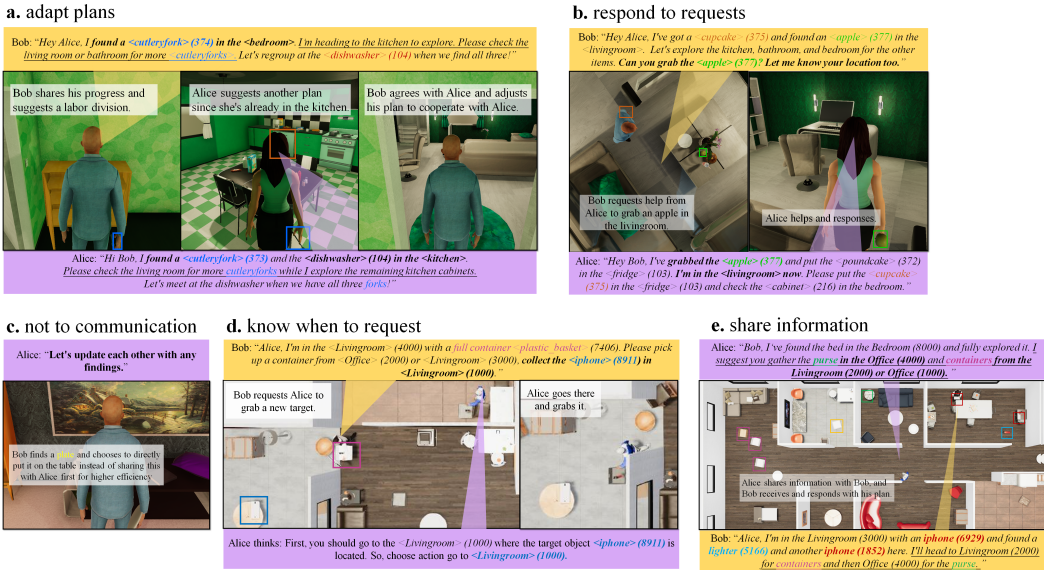 a. adapt plans
Bob: “Hey Alice, I found a <cutleryfork> (374) in the <bedroom>. I'm heading to the kitchen to explore. Please check the
living room or bathroom for more <cutleryforks>. Let's regroup at the <dishwasher> (104) when we find all three!”
Bob shares his progress and
suggests a labor division.
Alice suggests another plan
since she's already in the kitchen.
Bob agrees with Alice and adjusts
his plan to cooperate with Alice.
Alice: “Hi Bob, I found a <cutleryfork> (373) and the <dishwasher> (104) in the <kitchen>.
Please check the living room for more cutleryforks while I explore the remaining kitchen cabinets.
Let's meet at the dishwasher when we have all three forks!”
b. respond to requests
Bob: “Hey Alice, I've got a <cupcake> (375) and found an <apple> (377) in the
<livingroom>. Let's explore the kitchen, bathroom, and bedroom for the other
items. Can you grab the <apple> (377)? Let me know your location too.”
Bob requests help from
Alice to grab an apple in
the livingroom.
Alice helps and responses.
Alice: “Hey Bob, I've grabbed the <apple> (377) and put the <poundcake> (372)
in the <fridge> (103). I'm in the <livingroom> now. Please put the <cupcake>
(375) in the <fridge> (103) and check the <cabinet> (216) in the bedroom.”
c. not to communication
Alice: “Let's update each other with any
findings.”
Bob finds a plate and chooses to directly
put it on the table instead of sharing this
with Alice first for higher efficiency
d. know when to request
Bob: “Alice, I'm in the <Livingroom> (4000) with a full container <plastic_basket> (7406). Please pick
up a container from <Office> (2000) or <Livingroom> (3000), collect the <iphone> (8911) in
<Livingroom> (1000).”
Bob requests Alice to
grab a new target.
Alice goes there
and grabs it.
Alice thinks: First, you should go to the <Livingroom> (1000) where the target object <iphone> (8911) is
located. So, choose action go to <Livingroom> (1000).
e. share information
Alice: “Bob, I've found the bed in the Bedroom (8000) and fully explored it. I
suggest you gather the purse in the Office (4000) and containers from the
Livingroom (2000) or Office (1000). ”
Alice shares information with Bob, and
Bob receives and responds with his plan.
Bob: “Alice, I'm in the Livingroom (3000) with an iphone (6929) and found a
lighter (5166) and another iphone (1852) here. I'll head to Livingroom (2000)
for containers and then Office (4000) for the purse. ”